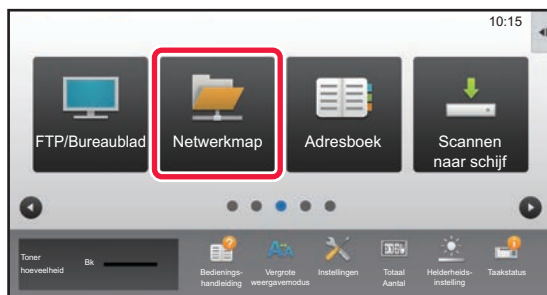 10:15
FTP/Bureaublad
Netwerkmap
Adresboek
Scannen
naar schijf
Toner
hoeveelheid
Bk
Bedienings-
handleiding
Vergrote
weergavemodus
Instellingen
Totaal
Aantal
Helderheids-
instelling
Taakstatus